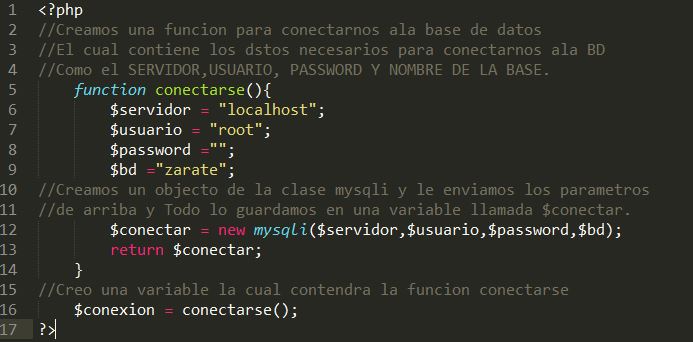 1 <?php
2 //Creamos una funcion para conectarnos ala base de datos
3 //El cual contiene los dstos necesarios para conectarnos ala BD
4 //Como el SERVIDOR,USUARIO, PASSWORD Y NOMBRE DE LA BASE.
5 function conectarse(){
6 $servidor = "localhost";
7 $usuario = "root";
8 $password ="";
9 $bd ="zarate";
10 //Creamos un objecto de la clase mysqli y le enviamos los parametros
11 //de arriba y Todo lo guardamos en una variable llamada $conectar.
12 $conectar = new mysqli($servidor,$usuario,$password,$bd);
13 return $conectar;
14 }
15 //Creo una variable la cual contendra la funcion conectarse
16 $conexion = conectarse();
17 ?>